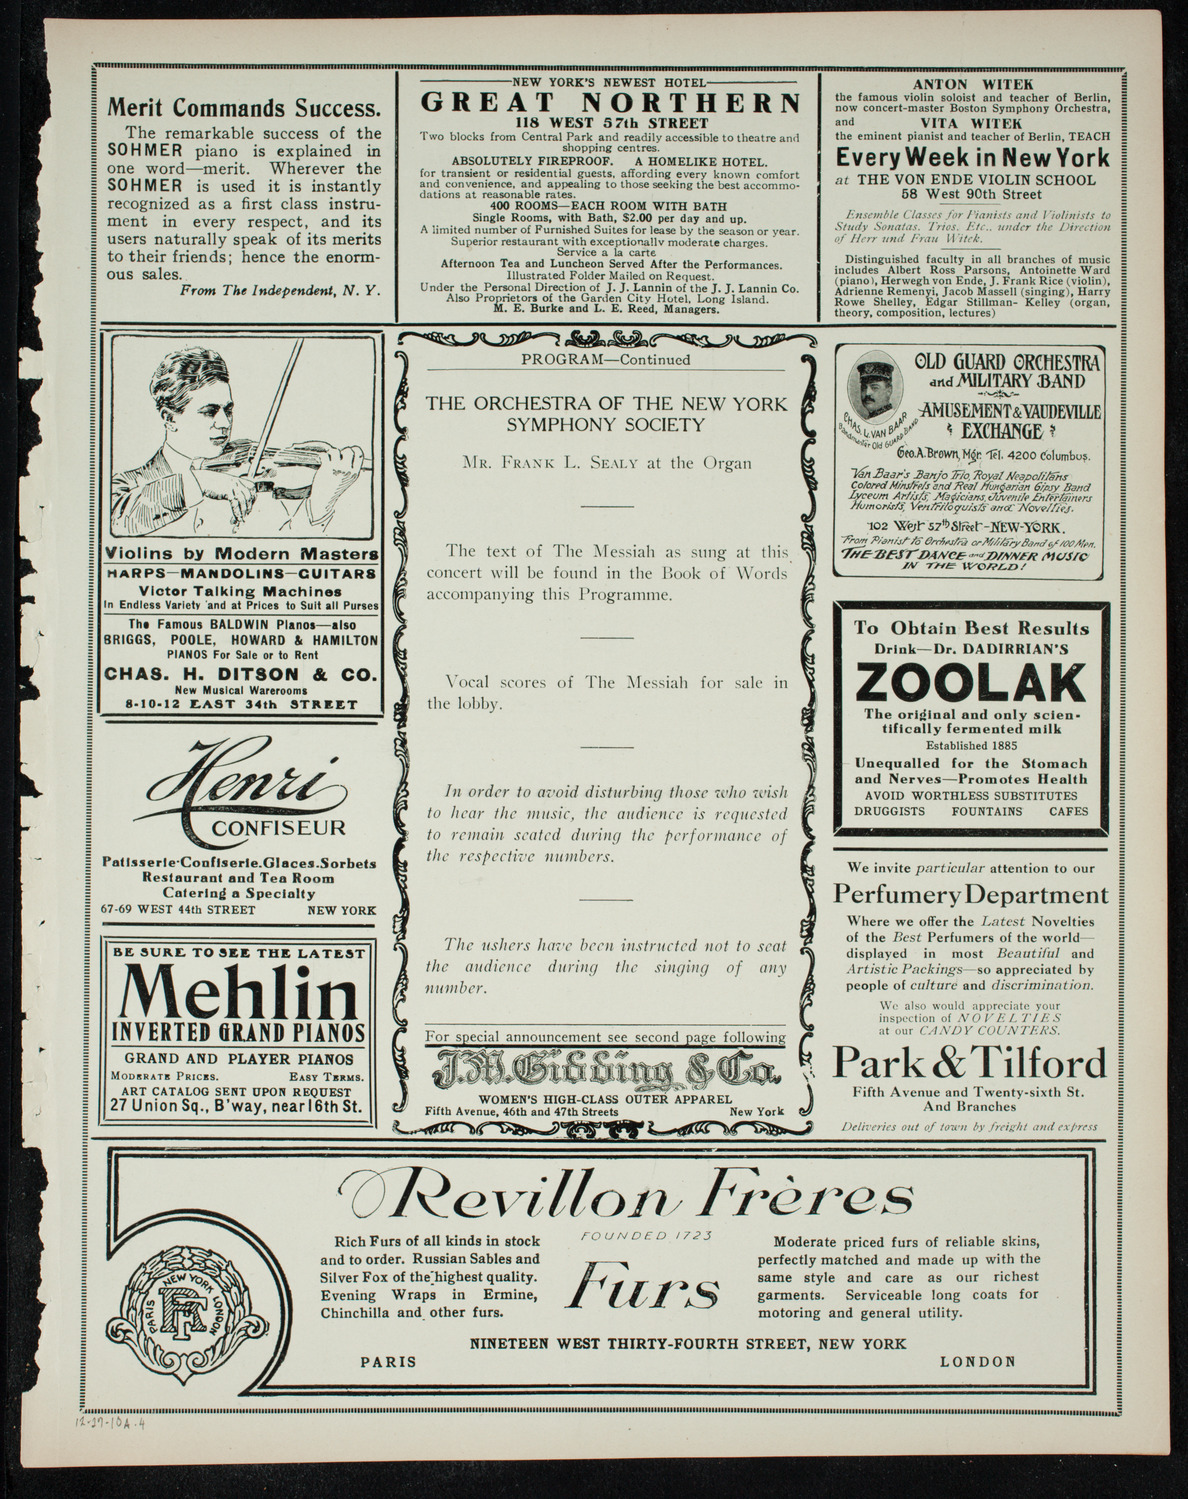 Merit Commands Success.
The remarkable success of the
SOHMER piano is explained in
one word—merit. Wherever the
SOHMER is used it is instantly
recognized as a first class instru-
ment in every respect, and its
users naturally speak of its merits
to their friends; hence the enorm-
ous sales.
From The Independent, N. Y.
NEW YORK'S NEWEST HOTEL
GREAT NORTHERN
118 WEST 57th STREET
Two blocks from Central Park and readily accessible to theatre and
shopping centres.
ABSOLUTELY FIREPROOF. A HOMELIKE HOTEL.
for transient or residential guests, affording every known comfort
and convenience, and appealing to those seeking the best accommo-
dations at reasonable rates.
400 ROOMS—EACH ROOM WITH BATH
Single Rooms, with Bath, $2.00 per day and up.
A limited number of Furnished Suites for lease by the season or year.
Superior restaurant with exceptionally moderate charges.
Service a la carte
Afternoon Tea and Luncheon Served After the Performances.
Illustrated Folder Mailed on Request.
Under the Personal Direction of J. J. Lannin of the J. J. Lannin Co.
Also Proprietors of the Garden City Hotel, Long Island.
M. E. Burke and L. E. Reed, Managers.
ANTON WITEK
the famous violin soloist and teacher of Berlin,
now concert-master Boston Symphony Orchestra,
and VITA WITEK
the eminent pianist and teacher of Berlin, TEACH
Every Week in New York
at THE VON ENDE VIOLIN SCHOOL
58 West 90th Street
Ensemble Classes for Pianists and Violinists to
Study Sonatas, Trios, Etc., under the Direction
of Herr und Frau Witek.
Distinguished faculty in all branches of music
includes Albert Ross Parsons, Antoinette Ward
(piano), Herwegh von Ende, J. Frank Rice (violin),
Adrienne Remenyi, Jacob Massell (singing), Harry
Rowe Shelley, Edgar Stillman- Kelley (organ,
theory, composition, lectures)
Violins by Modern Masters
HARPS—MANDOLINS—GUITARS
Victor Talking Machines
In Endless Variety and at Prices to Suit all Purses
The Famous BALDWIN Pianos—also
BRIGGS, POOLE, HOWARD & HAMILTON
PIANOS For Sale or to Rent
CHAS. H. DITSON & CO.
New Musical Warerooms
8-10-12 EAST 34th STREET
Henri
CONFISEUR
Patisserie-Confiserie.Glaces.Sorbets
Restaurant and Tea Room
Catering a Specialty
67-69 WEST 44th STREET NEW YORK
BE SURE TO SEE THE LATEST
Mehlin
INVERTED GRAND PIANOS
GRAND AND PLAYER PIANOS
MODERATE PRICES. EASY TERMS.
ART CATALOG SENT UPON REQUEST
27 Union Sq., B'way, near 16th St.
PROGRAM—Continued
THE ORCHESTRA OF THE NEW YORK
SYMPHONY SOCIETY
MR. FRANK L. SEALY at the Organ
The text of The Messiah as sung at this
concert will be found in the Book of Words
accompanying this Programme.
Vocal scores of The Messiah for sale in
the lobby.
In order to avoid disturbing those who wish
to hear the music, the audience is requested
to remain seated during the performance of
the respective numbers.
The ushers have been instructed not to seat
the audience during the singing of any
number.
For special announcement see second page following
J.M. Gidding & Co.
WOMEN'S HIGH-CLASS OUTER APPAREL
Fifth Avenue, 46th and 47th Streets New York
OLD GUARD ORCHESTRA
and MILITARY BAND
AMUSEMENT & VAUDEVILLE
EXCHANGE
CHAS. L. VAN BAAR
Bandmaster Old GUARD BAND
Geo. A. Brown, Mgr. Tel. 4200 Columbus.
Van Baar's Banjo Trio, Royal Neapolitans
Colored Minstrels and Real Hungarian Gipsy Band
Lyceum Artists, Magicians, Juvenile Entertainers
Humorists, Ventriloquists and Novelties.
102 West 57th Street-NEW-YORK.
From Pianist to Orchestra or Military Band of 100 Men.
THE BEST DANCE and DINNER MUSIC
IN THE WORLD!
To Obtain Best Results
Drink—Dr. DADIRRIAN'S
ZOOLAK
The original and only scien-
tifically fermented milk
Established 1885
Unequalled for the Stomach
and Nerves—Promotes Health
AVOID WORTHLESS SUBSTITUTES
DRUGGISTS FOUNTAINS CAFES
We invite particular attention to our
Perfumery Department
Where we offer the Latest Novelties
of the Best Perfumers of the world—
displayed in most Beautiful and
Artistic Packings—so appreciated by
people of culture and discrimination.
We also would appreciate your
inspection of NOVELTIES
at our CANDY COUNTERS.
Park & Tilford
Fifth Avenue and Twenty-sixth St.
And Branches
Deliveries out of town by freight and express
Revillon Frères
FOUNDED 1723
Furs
Rich Furs of all kinds in stock
and to order. Russian Sables and
Silver Fox of the highest quality.
Evening Wraps in Ermine,
Chinchilla and other furs.
Moderate priced furs of reliable skins,
perfectly matched and made up with the
same style and care as our richest
garments. Serviceable long coats for
motoring and general utility.
NINETEEN WEST THIRTY-FOURTH STREET, NEW YORK
PARIS LONDON
PARIS NEW YORK LONDON
RF
12-27-10A-4